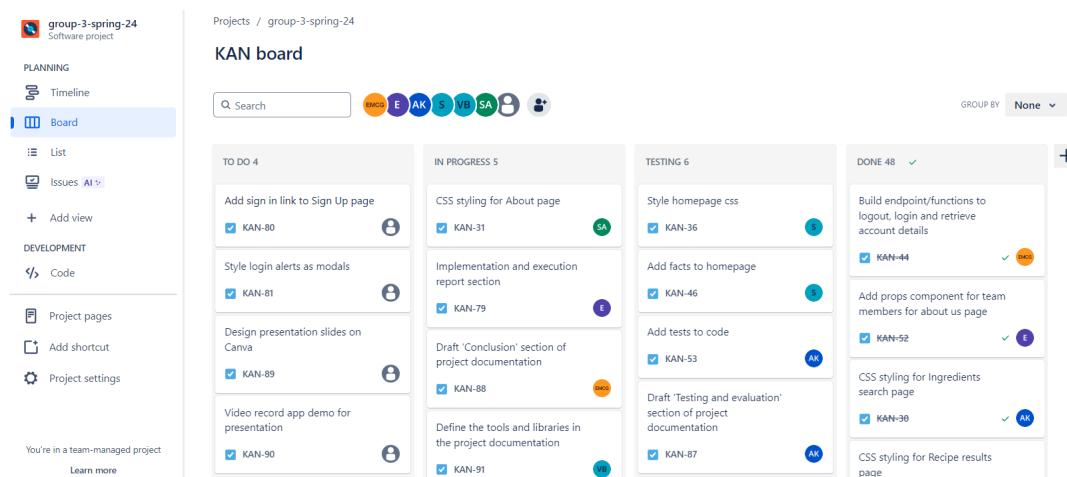 group-3-spring-24
Software project
PLANNING
Timeline
Board
List
Issues AI
Add view
DEVELOPMENT
Code
Project pages
Add shortcut
Project settings
You're in a team-managed project
Learn more
Projects / group-3-spring-24
KAN board
Search
EMCG E AK S VB SA
GROUP BY None
TO DO 4
Add sign in link to Sign Up page
KAN-80
Style login alerts as modals
KAN-81
Design presentation slides on
Canva
KAN-89
Video record app demo for
presentation
KAN-90
IN PROGRESS 5
CSS styling for About page
KAN-31 SA
Implementation and execution
report section
KAN-79 E
Draft 'Conclusion' section of
project documentation
KAN-88 EMCG
Define the tools and libraries in
the project documentation
KAN-91 VB
TESTING 6
Style homepage css
KAN-36 S
Add facts to homepage
KAN-46 S
Add tests to code
KAN-53 AK
Draft 'Testing and evaluation'
section of project
documentation
KAN-87 AK
DONE 48
Build endpoint/functions to
logout, login and retrieve
account details
KAN-44 EMCG
Add props component for team
members for about us page
KAN-52 E
CSS styling for Ingredients
search page
KAN-30 AK
CSS styling for Recipe results
page